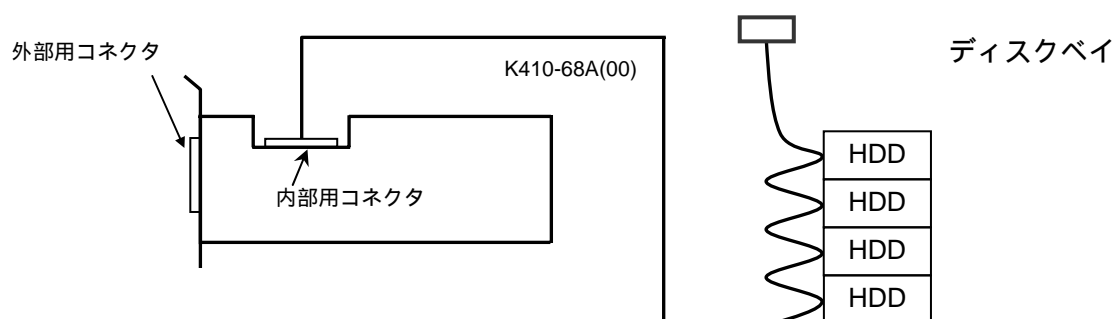 外部用コネクタ
K410-68A(00)
ディスクベイ
内部用コネクタ
HDD
HDD
HDD
HDD